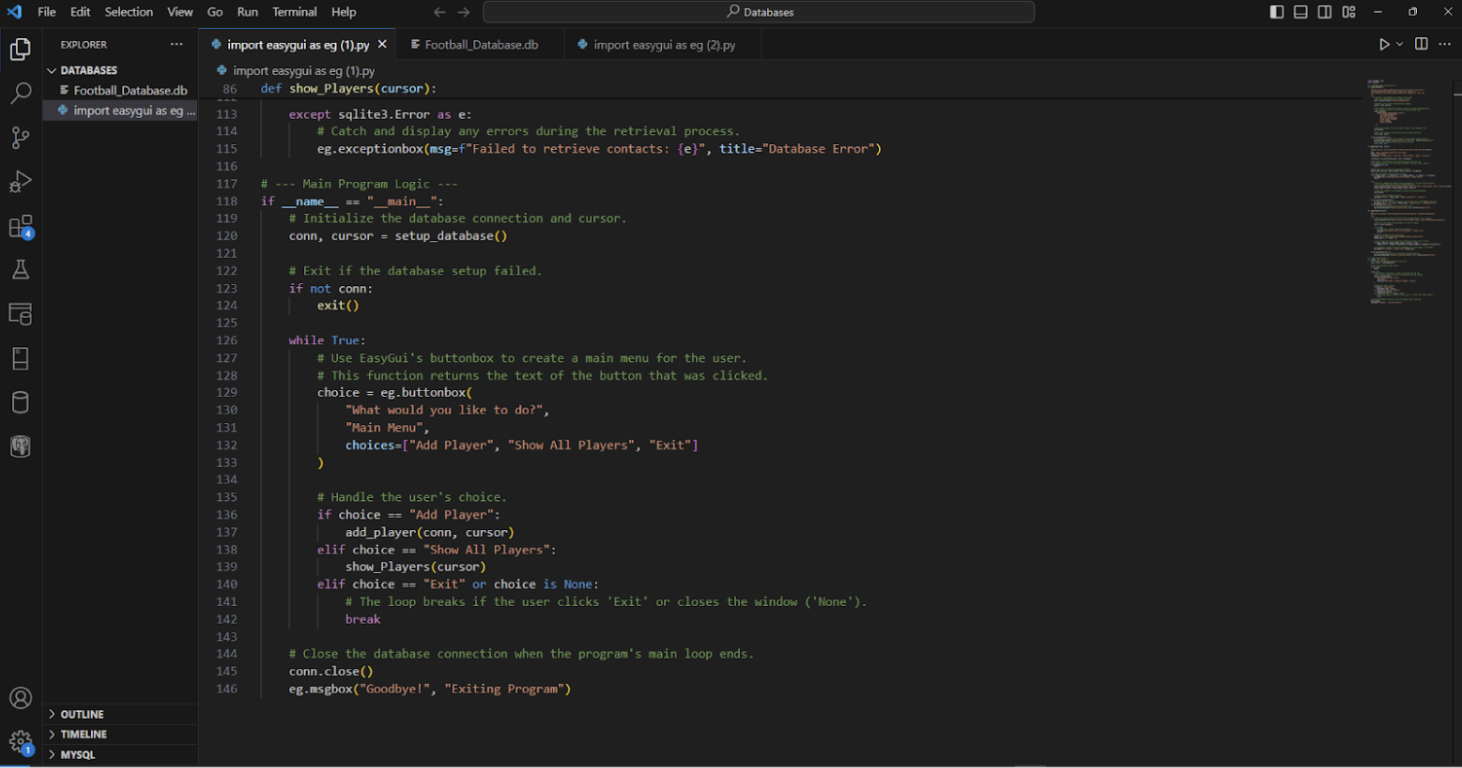 File Edit Selection View Go Run Terminal Help
Databases
EXPLORER
DATABASES
Football_Database.db
import easygui as eg ...
4
OUTLINE
TIMELINE
MYSQL
1
import easygui as eg (1).py
Football_Database.db
import easygui as eg (2).py
import easygui as eg (1).py
86 def show_Players(cursor):
113 except sqlite3.Error as e:
114 # Catch and display any errors during the retrieval process.
115 eg.exceptionbox(msg=f"Failed to retrieve contacts: {e}", title="Database Error")
116
117 # --- Main Program Logic ---
118 if __name__ == "__main__":
119 # Initialize the database connection and cursor.
120 conn, cursor = setup_database()
121
122 # Exit if the database setup failed.
123 if not conn:
124 exit()
125
126 while True:
127 # Use EasyGui's buttonbox to create a main menu for the user.
128 # This function returns the text of the button that was clicked.
129 choice = eg.buttonbox(
130 "What would you like to do?",
131 "Main Menu",
132 choices=["Add Player", "Show All Players", "Exit"]
133 )
134
135 # Handle the user's choice.
136 if choice == "Add Player":
137 add_player(conn, cursor)
138 elif choice == "Show All Players":
139 show_Players(cursor)
140 elif choice == "Exit" or choice is None:
141 # The loop breaks if the user clicks 'Exit' or closes the window ('None').
142 break
143
144 # Close the database connection when the program's main loop ends.
145 conn.close()
146 eg.msgbox("Goodbye!", "Exiting Program")